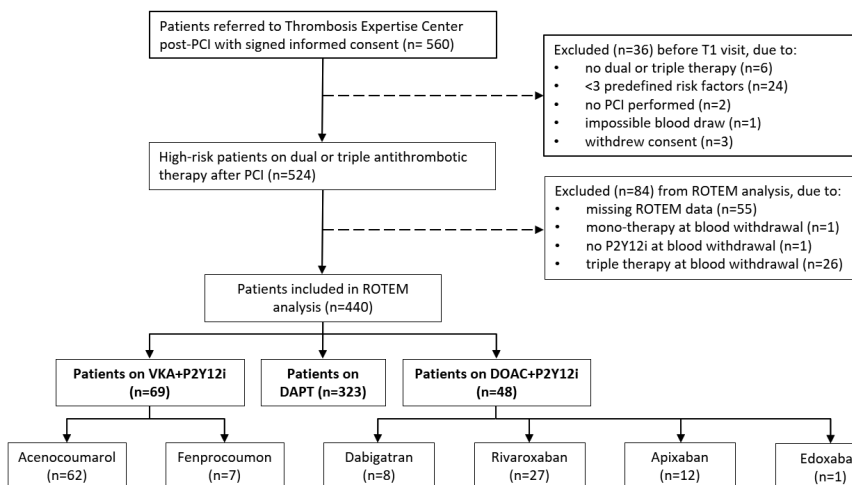 Patients referred to Thrombosis Expertise Center
post-PCI with signed informed consent (n= 560)
Excluded (n=36) before T1 visit, due to:
• no dual or triple therapy (n=6)
• <3 predefined risk factors (n=24)
• no PCI performed (n=2)
• impossible blood draw (n=1)
• withdrew consent (n=3)
High-risk patients on dual or triple antithrombotic
therapy after PCI (n=524)
Excluded (n=84) from ROTEM analysis, due to:
• missing ROTEM data (n=55)
• mono-therapy at blood withdrawal (n=1)
• no P2Y12i at blood withdrawal (n=1)
• triple therapy at blood withdrawal (n=26)
Patients included in ROTEM
analysis (n=440)
Patients on VKA+P2Y12i
(n=69)
Patients on
DAPT (n=323)
Patients on DOAC+P2Y12i
(n=48)
Acenocoumarol
(n=62)
Fenprocoumon
(n=7)
Dabigatran
(n=8)
Rivaroxaban
(n=27)
Apixaban
(n=12)
Edoxaba
(n=1)